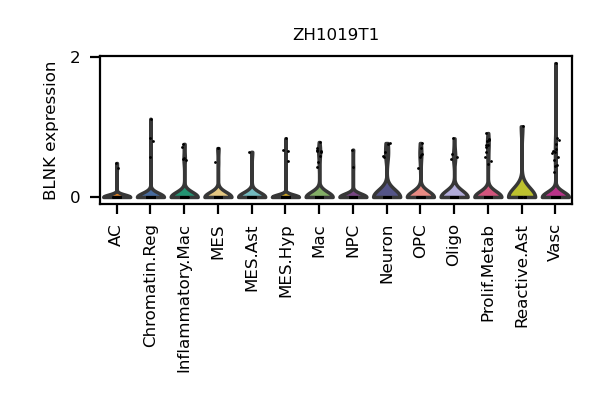 ZH1019T1
BLNK expression
2
0
AC
Chromatin.Reg
Inflammatory.Mac
MES
MES.Ast
MES.Hyp
Mac
NPC
Neuron
OPC
Oligo
Prolif.Metab
Reactive.Ast
Vasc